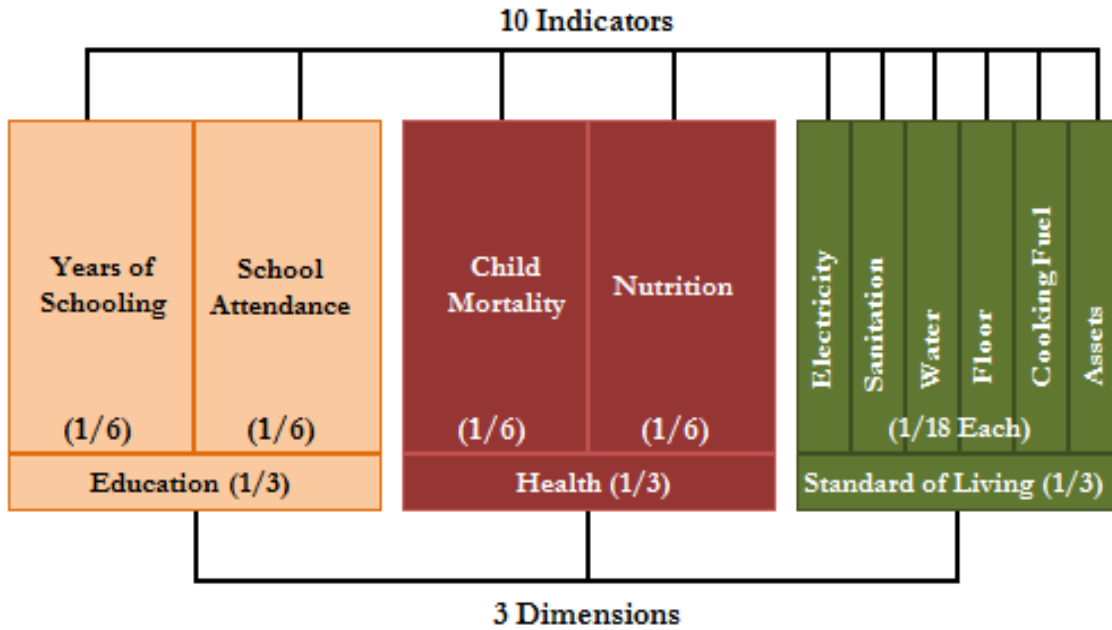 10 Indicators
Years of
Schooling
(1/6)
School
Attendance
(1/6)
Education (1/3)
Child
Mortality
(1/6)
Nutrition
(1/6)
Health (1/3)
Electricity
Sanitation
Water
Floor
Cooking Fuel
Assets
(1/18 Each)
Standard of Living (1/3)
3 Dimensions